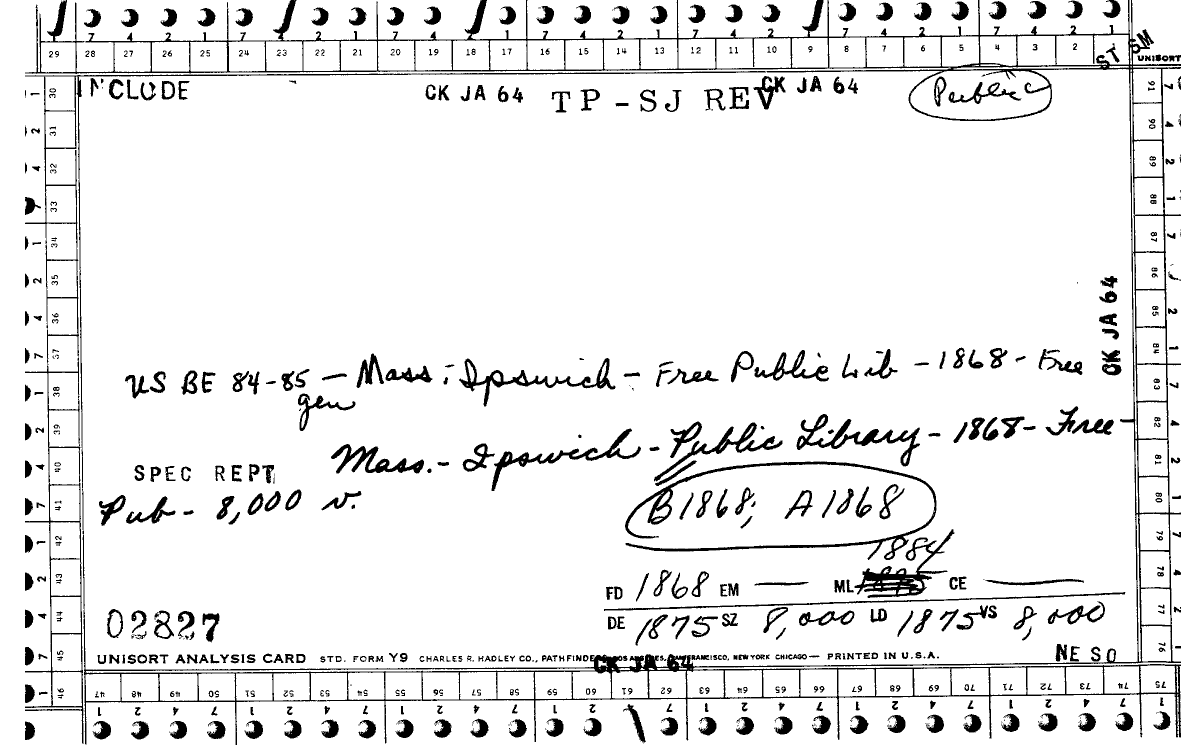 7 4 2 1 7 4 2 1 7 4 2 1 7 4 2 1 7 4 2 1 7 4 2 1
29 28 27 26 25 24 23 22 21 20 19 18 17 16 15 14 13 12 11 10 9 8 7 6 5 4 3 2 ST SM
UNISORT
INCLUDE CK JA 64 TP-SJ REV CK JA 64 Public
CK JA 64
US BE 84-85 - Mass. - Ipswich - Free Public Lib - 1868 - Free
gen
Mass. - Ipswich - Public Library - 1868 - Free -
SPEC REPT
Pub - 8,000 v.
B1868; A1868
1884
FD 1868 EM — ML CE —
DE 1875 SZ 8,000 LD 1875 VS 8,000
02827
UNISORT ANALYSIS CARD STD. FORM Y9 CHARLES R. HADLEY CO., PATHFINDERS, LOS ANGELES, SAN FRANCISCO, NEW YORK CHICAGO — PRINTED IN U.S.A.
CK JA 64
NE SO
30 31 32 33 34 35 36 37 38 39 40 41 42 43 44 45 46
91 90 89 88 87 86 85 84 83 82 81 80 79 78 77 76
47 48 49 50 51 52 53 54 55 56 57 58 59 60 61 62 63 64 65 66 67 68 69 70 71 72 73 74 75